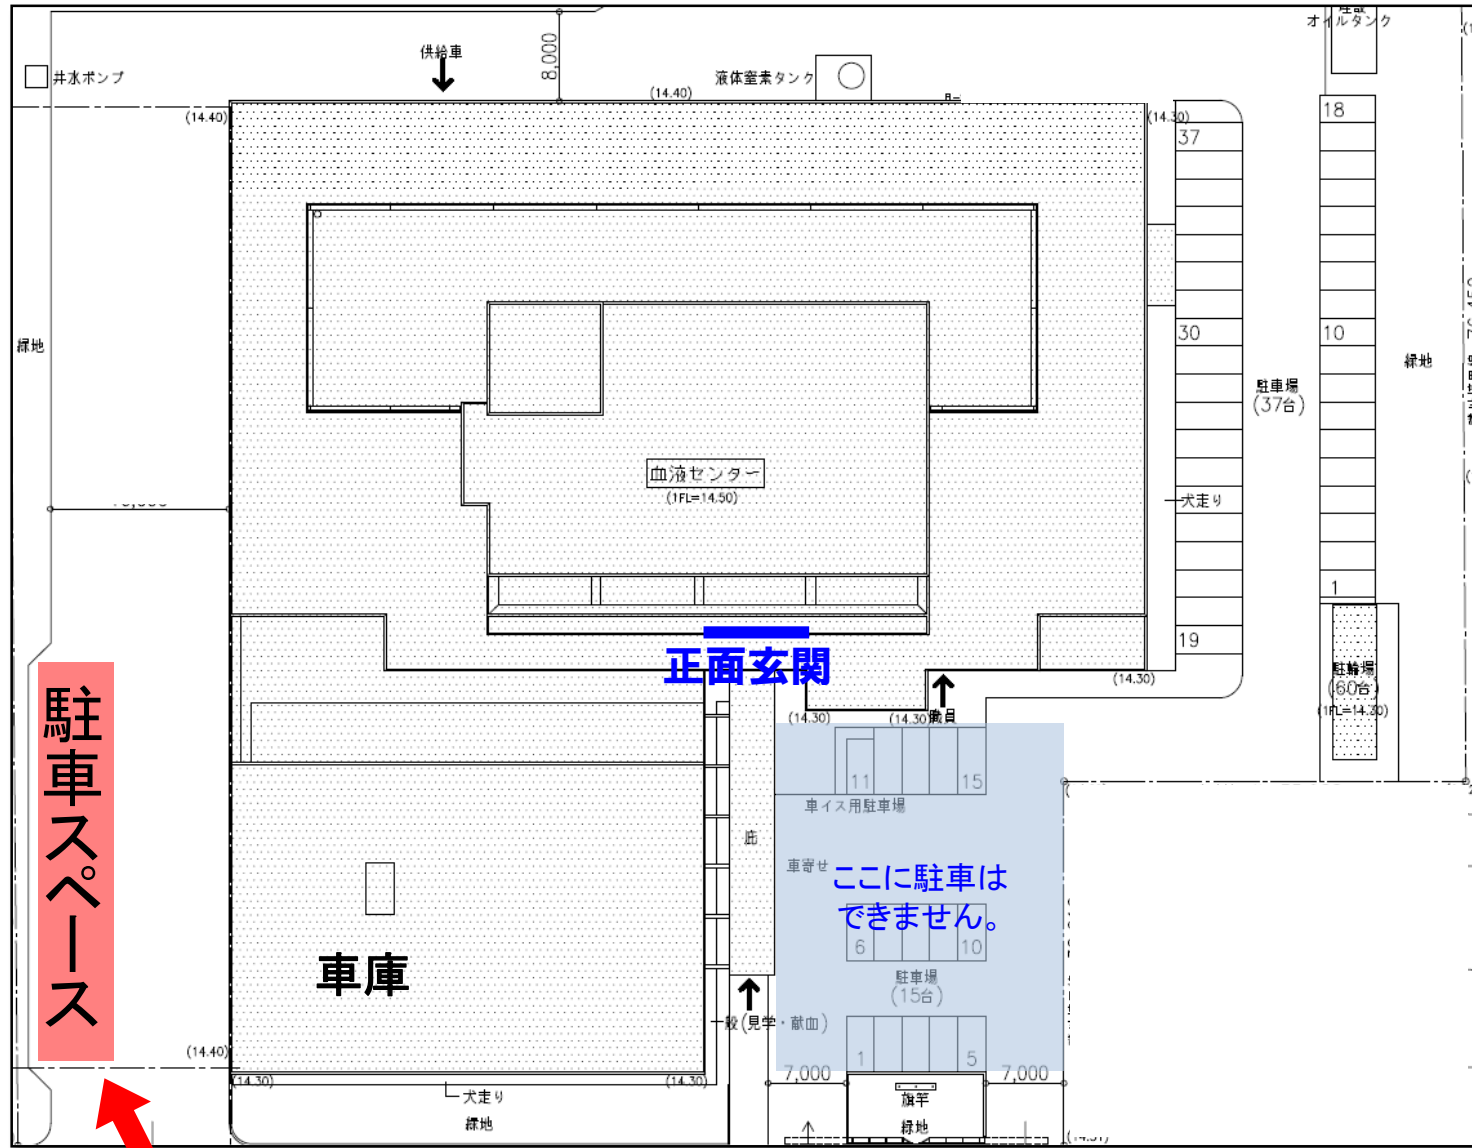 オイルタンク
供給車
8,000
井水ポンプ
液体窒素タンク
(14.40)
(14.40)
(14.30)
37
18
緑地
30
10
緑地
駐車場
(37台)
血液センター
(1FL=14.50)
犬走り
1
19
正面玄関
駐輪場
(60台)
(1FL=14.30)
(14.30)
(14.30)
(14.30)
職員
駐車スペース
11
15
車イス用駐車場
庇
車寄せ
ここに駐車は
できません。
6
10
車庫
駐車場
(15台)
一般(見学・献血)
(14.40)
1
5
(14.30)
(14.30)
7,000
7,000
犬走り
旗竿
緑地
緑地